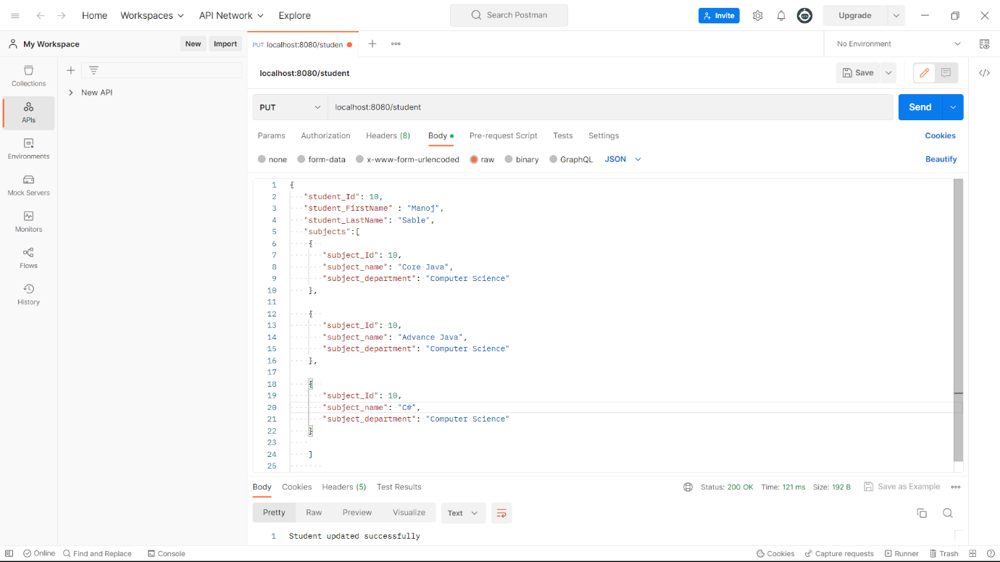 Home Workspaces API Network Explore Search Postman Invite Upgrade
My Workspace New Import PUT localhost:8080/studen No Environment
Collections
APIs
Environments
Mock Servers
Monitors
Flows
History
New API
localhost:8080/student Save
PUT localhost:8080/student Send
Params Authorization Headers (8) Body Pre-request Script Tests Settings Cookies
none form-data x-www-form-urlencoded raw binary GraphQL JSON Beautify
1 {
2 "student_Id": 10,
3 "student_FirstName" : "Manoj",
4 "student_LastName": "Sable",
5 "subjects":[
6 {
7 "subject_Id": 10,
8 "subject_name": "Core Java",
9 "subject_department": "Computer Science"
10 },
11
12 {
13 "subject_Id": 10,
14 "subject_name": "Advance Java",
15 "subject_department": "Computer Science"
16 },
17
18 {
19 "subject_Id": 10,
20 "subject_name": "C#",
21 "subject_department": "Computer Science"
22 }
23
24 ]
25
Body Cookies Headers (5) Test Results Status: 200 OK Time: 121 ms Size: 192 B Save as Example
Pretty Raw Preview Visualize Text
1 Student updated successfully
Online Find and Replace Console Cookies Capture requests Runner Trash